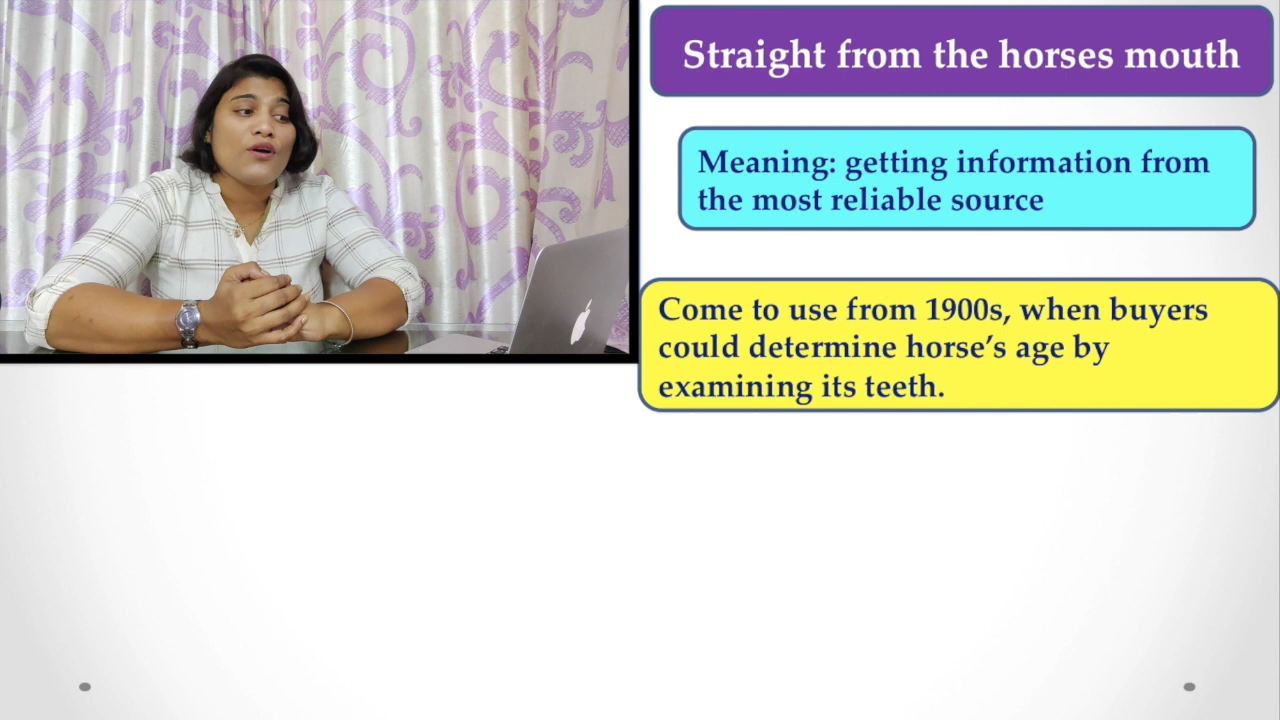 Straight from the horses mouth
Meaning: getting information from
the most reliable source
Come to use from 1900s, when buyers
could determine horse’s age by
examining its teeth.